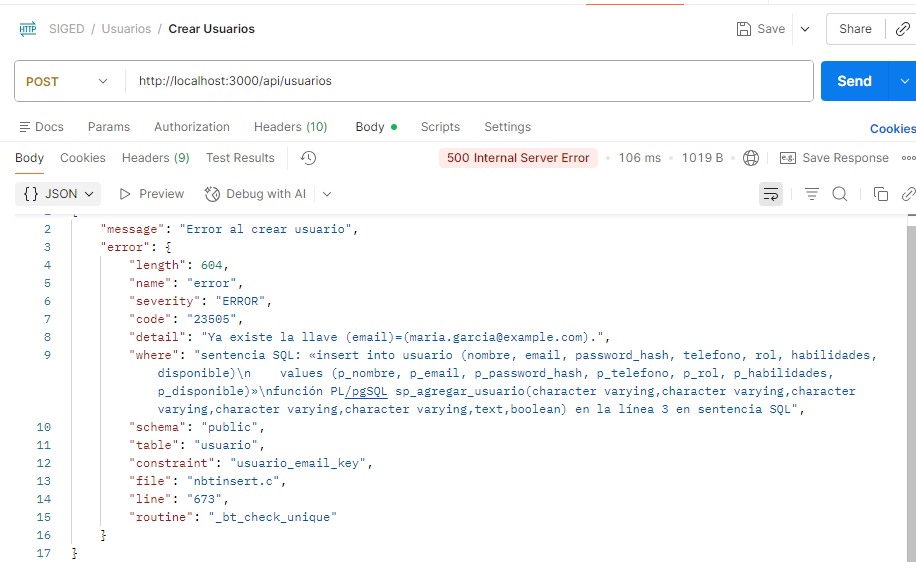 HTTP SIGED / Usuarios / Crear Usuarios Save Share
POST http://localhost:3000/api/usuarios Send
Docs Params Authorization Headers (10) Body Scripts Settings Cookies
Body Cookies Headers (9) Test Results 500 Internal Server Error • 106 ms • 1019 B • e.g. Save Response
{} JSON Preview Debug with AI
2 "message": "Error al crear usuario",
3 "error": {
4 "length": 604,
5 "name": "error",
6 "severity": "ERROR",
7 "code": "23505",
8 "detail": "Ya existe la llave (email)=(maria.garcia@example.com).",
9 "where": "sentencia SQL: «insert into usuario (nombre, email, password_hash, telefono, rol, habilidades,
disponible)\n    values (p_nombre, p_email, p_password_hash, p_telefono, p_rol, p_habilidades,
p_disponible)»\nfunción PL/pgSQL sp_agregar_usuario(character varying,character varying,character
varying,character varying,character varying,text,boolean) en la línea 3 en sentencia SQL",
10 "schema": "public",
11 "table": "usuario",
12 "constraint": "usuario_email_key",
13 "file": "nbtinsert.c",
14 "line": "673",
15 "routine": "_bt_check_unique"
16 }
17 }